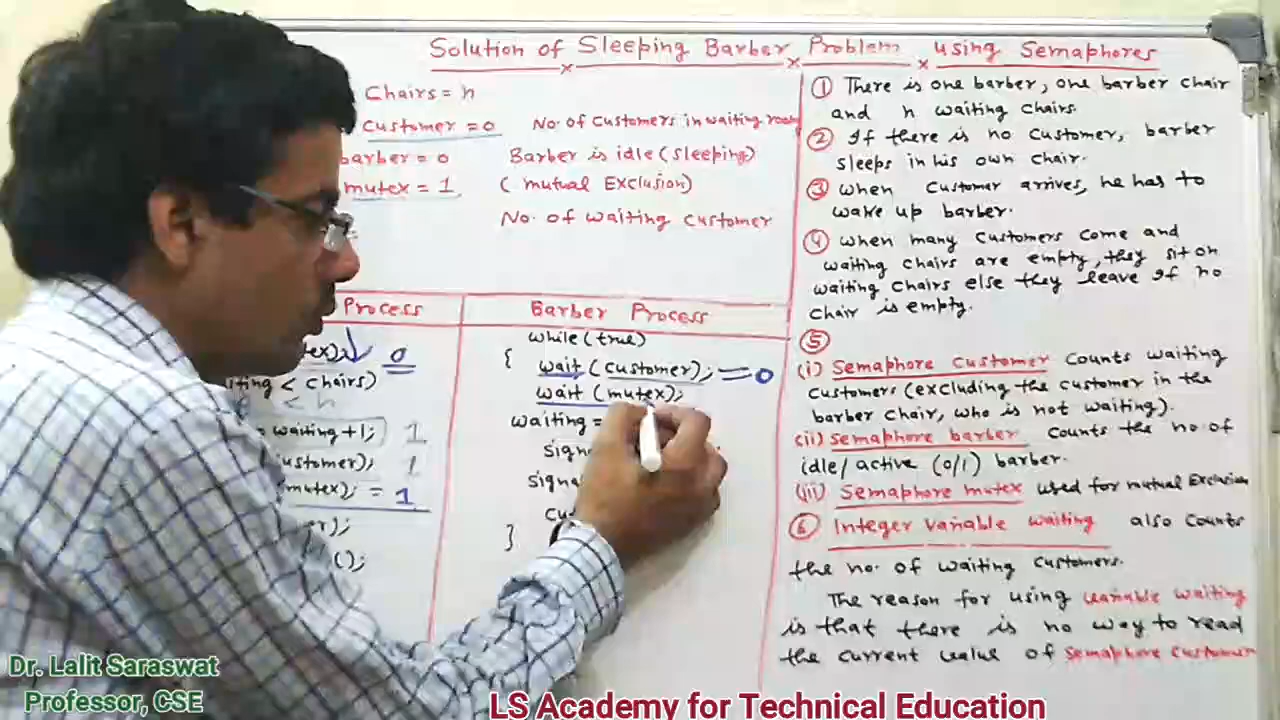 Solution of Sleeping Barber Problem using Semaphores
Chairs = n
customer = 0 No. of customers in waiting room
barber = 0 Barber is idle (sleeping)
mutex = 1 ( mutual Exclusion)
No. of waiting customer
Process
0
chairs)
< n
= waiting+1; 1
1
(mutex); = 1
();
Barber Process
while (true)
{ wait (customer); = 0
wait (mutex);
waiting =
}
① There is one barber, one barber chair
and n waiting chairs.
② If there is no customer, barber
sleeps in his own chair.
③ when customer arrives, he has to
wake up barber.
④ when many customers come and
waiting chairs are empty, they sit on
waiting chairs else they leave if no
chair is empty.
⑤
(i) Semaphore customer counts waiting
customers (excluding the customer in the
barber chair, who is not waiting).
(ii) Semaphore barber counts the no of
idle/active (0/1) barber.
(iii) Semaphore mutex used for mutual Exclusion
⑥ Integer variable waiting also counts
the no. of waiting customers.
The reason for using variable waiting
is that there is no way to read
the current value of Semaphore customer
Dr. Lalit Saraswat
Professor, CSE
LS Academy for Technical Education